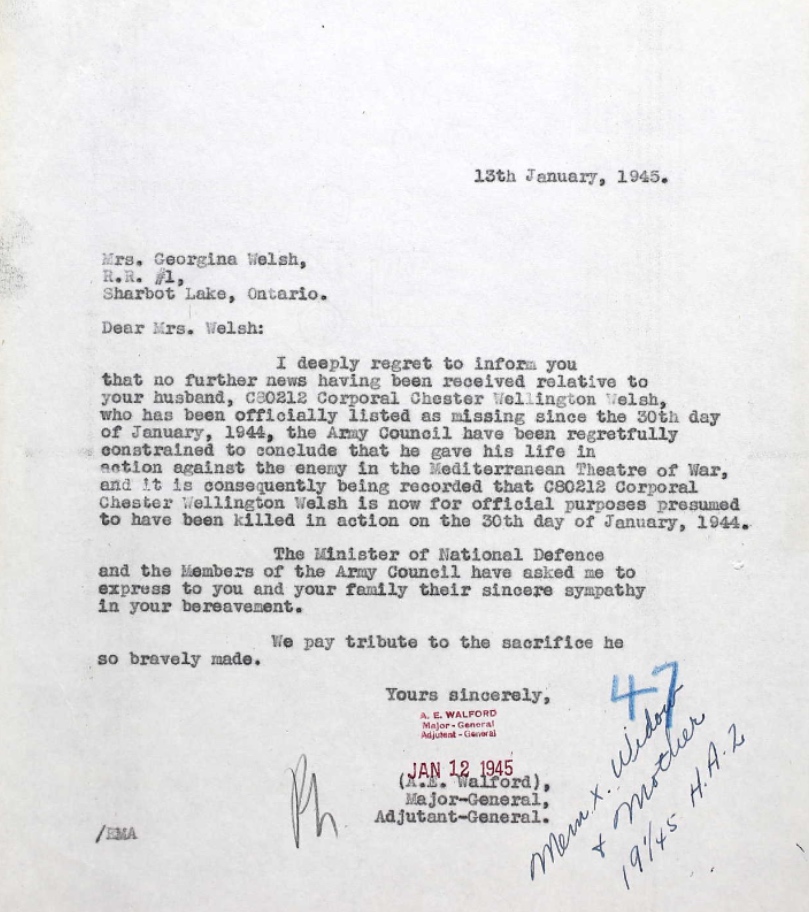 13th January, 1945.
Mrs. Georgina Welsh,
R.R. #1,
Sharbot Lake, Ontario.
Dear Mrs. Welsh:
I deeply regret to inform you
that no further news having been received relative to
your husband, C80212 Corporal Chester Wellington Welsh,
who has been officially listed as missing since the 30th day
of January, 1944, the Army Council have been regretfully
constrained to conclude that he gave his life in
action against the enemy in the Mediterranean Theatre of War,
and it is consequently being recorded that C80212 Corporal
Chester Wellington Welsh is now for official purposes presumed
to have been killed in action on the 30th day of January, 1944.
The Minister of National Defence
and the Members of the Army Council have asked me to
express to you and your family their sincere sympathy
in your bereavement.
We pay tribute to the sacrifice he
so bravely made.
Yours sincerely,
A. E. WALFORD
Major-General
Adjutant-General
JAN 12 1945
(A.E. Walford),
Major-General,
Adjutant-General.
/EMA
47
Mem. X. Widow
& Mother
19/1/45 H.A.2